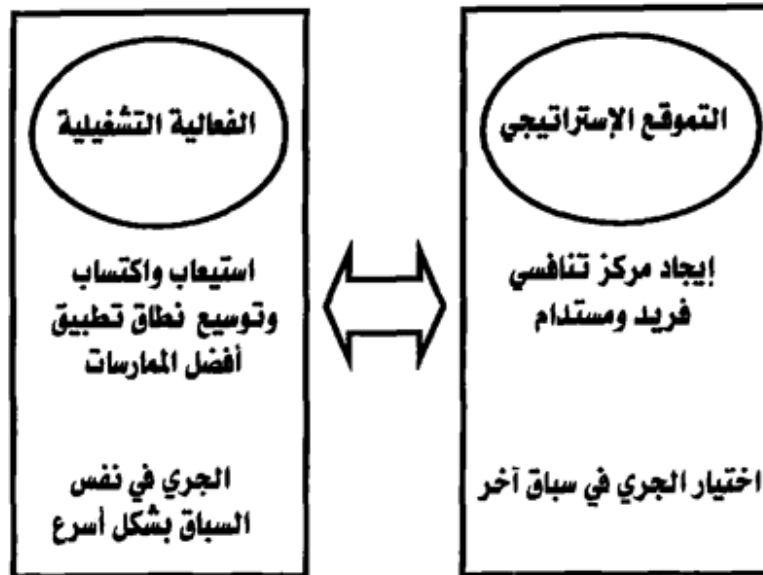 التموقع الإستراتيجي
إيجاد مركز تنافسي
فريد ومستدام
اختيار الجري في سباق آخر
الفعالية التشغيلية
استيعاب واكتساب
وتوسيع نطاق تطبيق
أفضل الممارسات
الجري في نفس
السباق بشكل أسرع